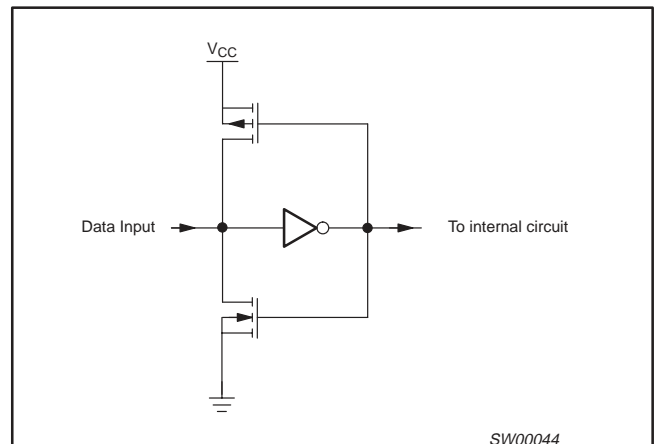 VCC
Data Input
To internal circuit
SW00044